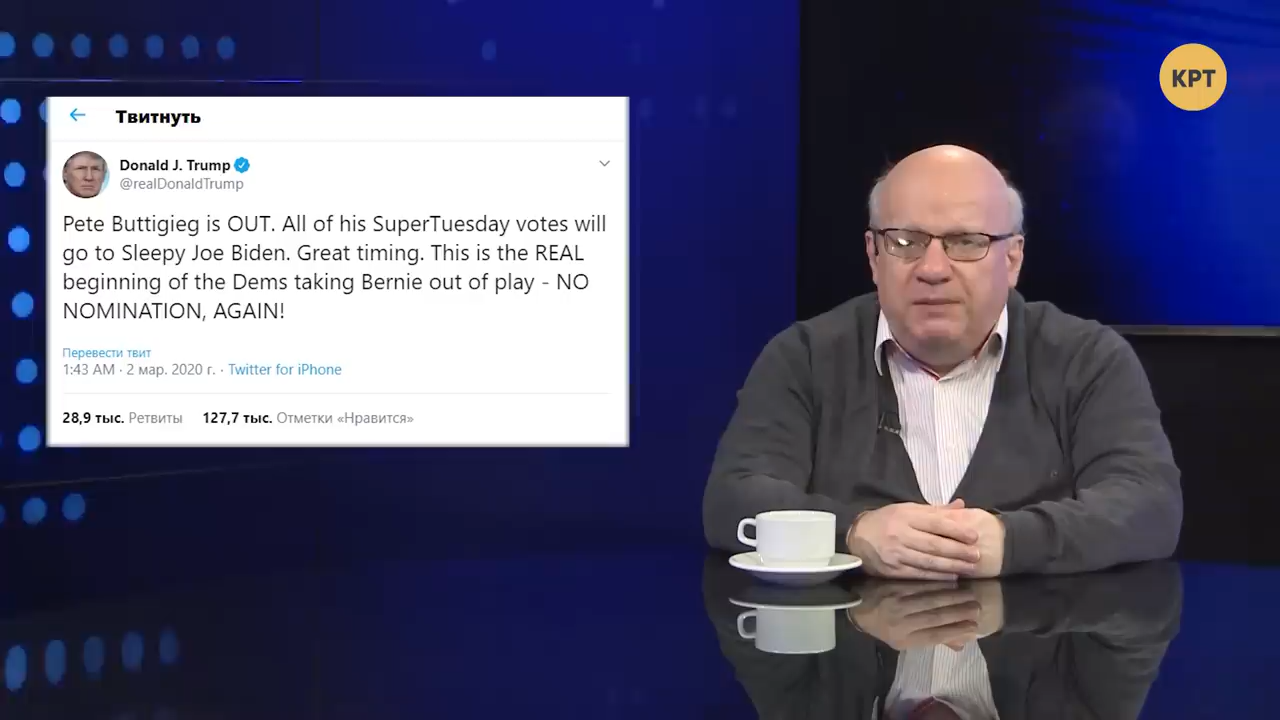 КРТ
Твитнуть
Donald J. Trump
@realDonaldTrump
Pete Buttigieg is OUT. All of his SuperTuesday votes will
go to Sleepy Joe Biden. Great timing. This is the REAL
beginning of the Dems taking Bernie out of play - NO
NOMINATION, AGAIN!
Перевести твит
1:43 AM · 2 мар. 2020 г. · Twitter for iPhone
28,9 тыс. Ретвиты 127,7 тыс. Отметки «Нравится»